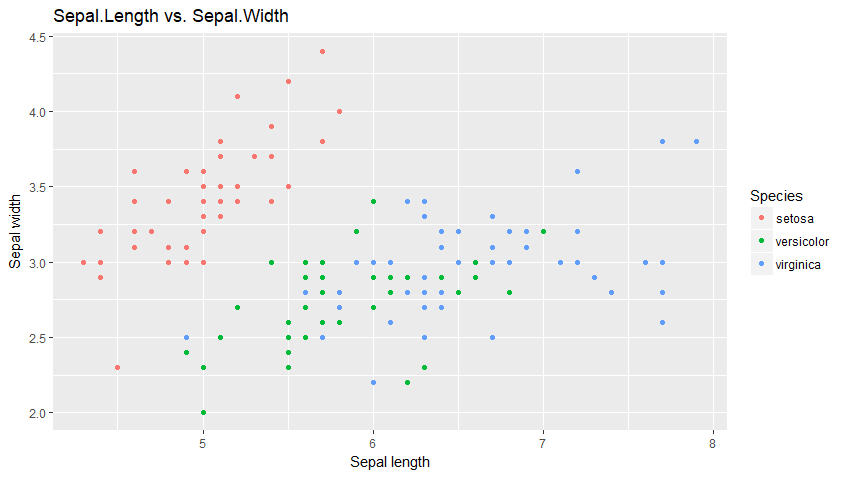 Sepal.Length vs. Sepal.Width
4.5
4.0
3.5
3.0
2.5
2.0
Sepal width
5 6 7 8
Sepal length
Species
setosa
versicolor
virginica